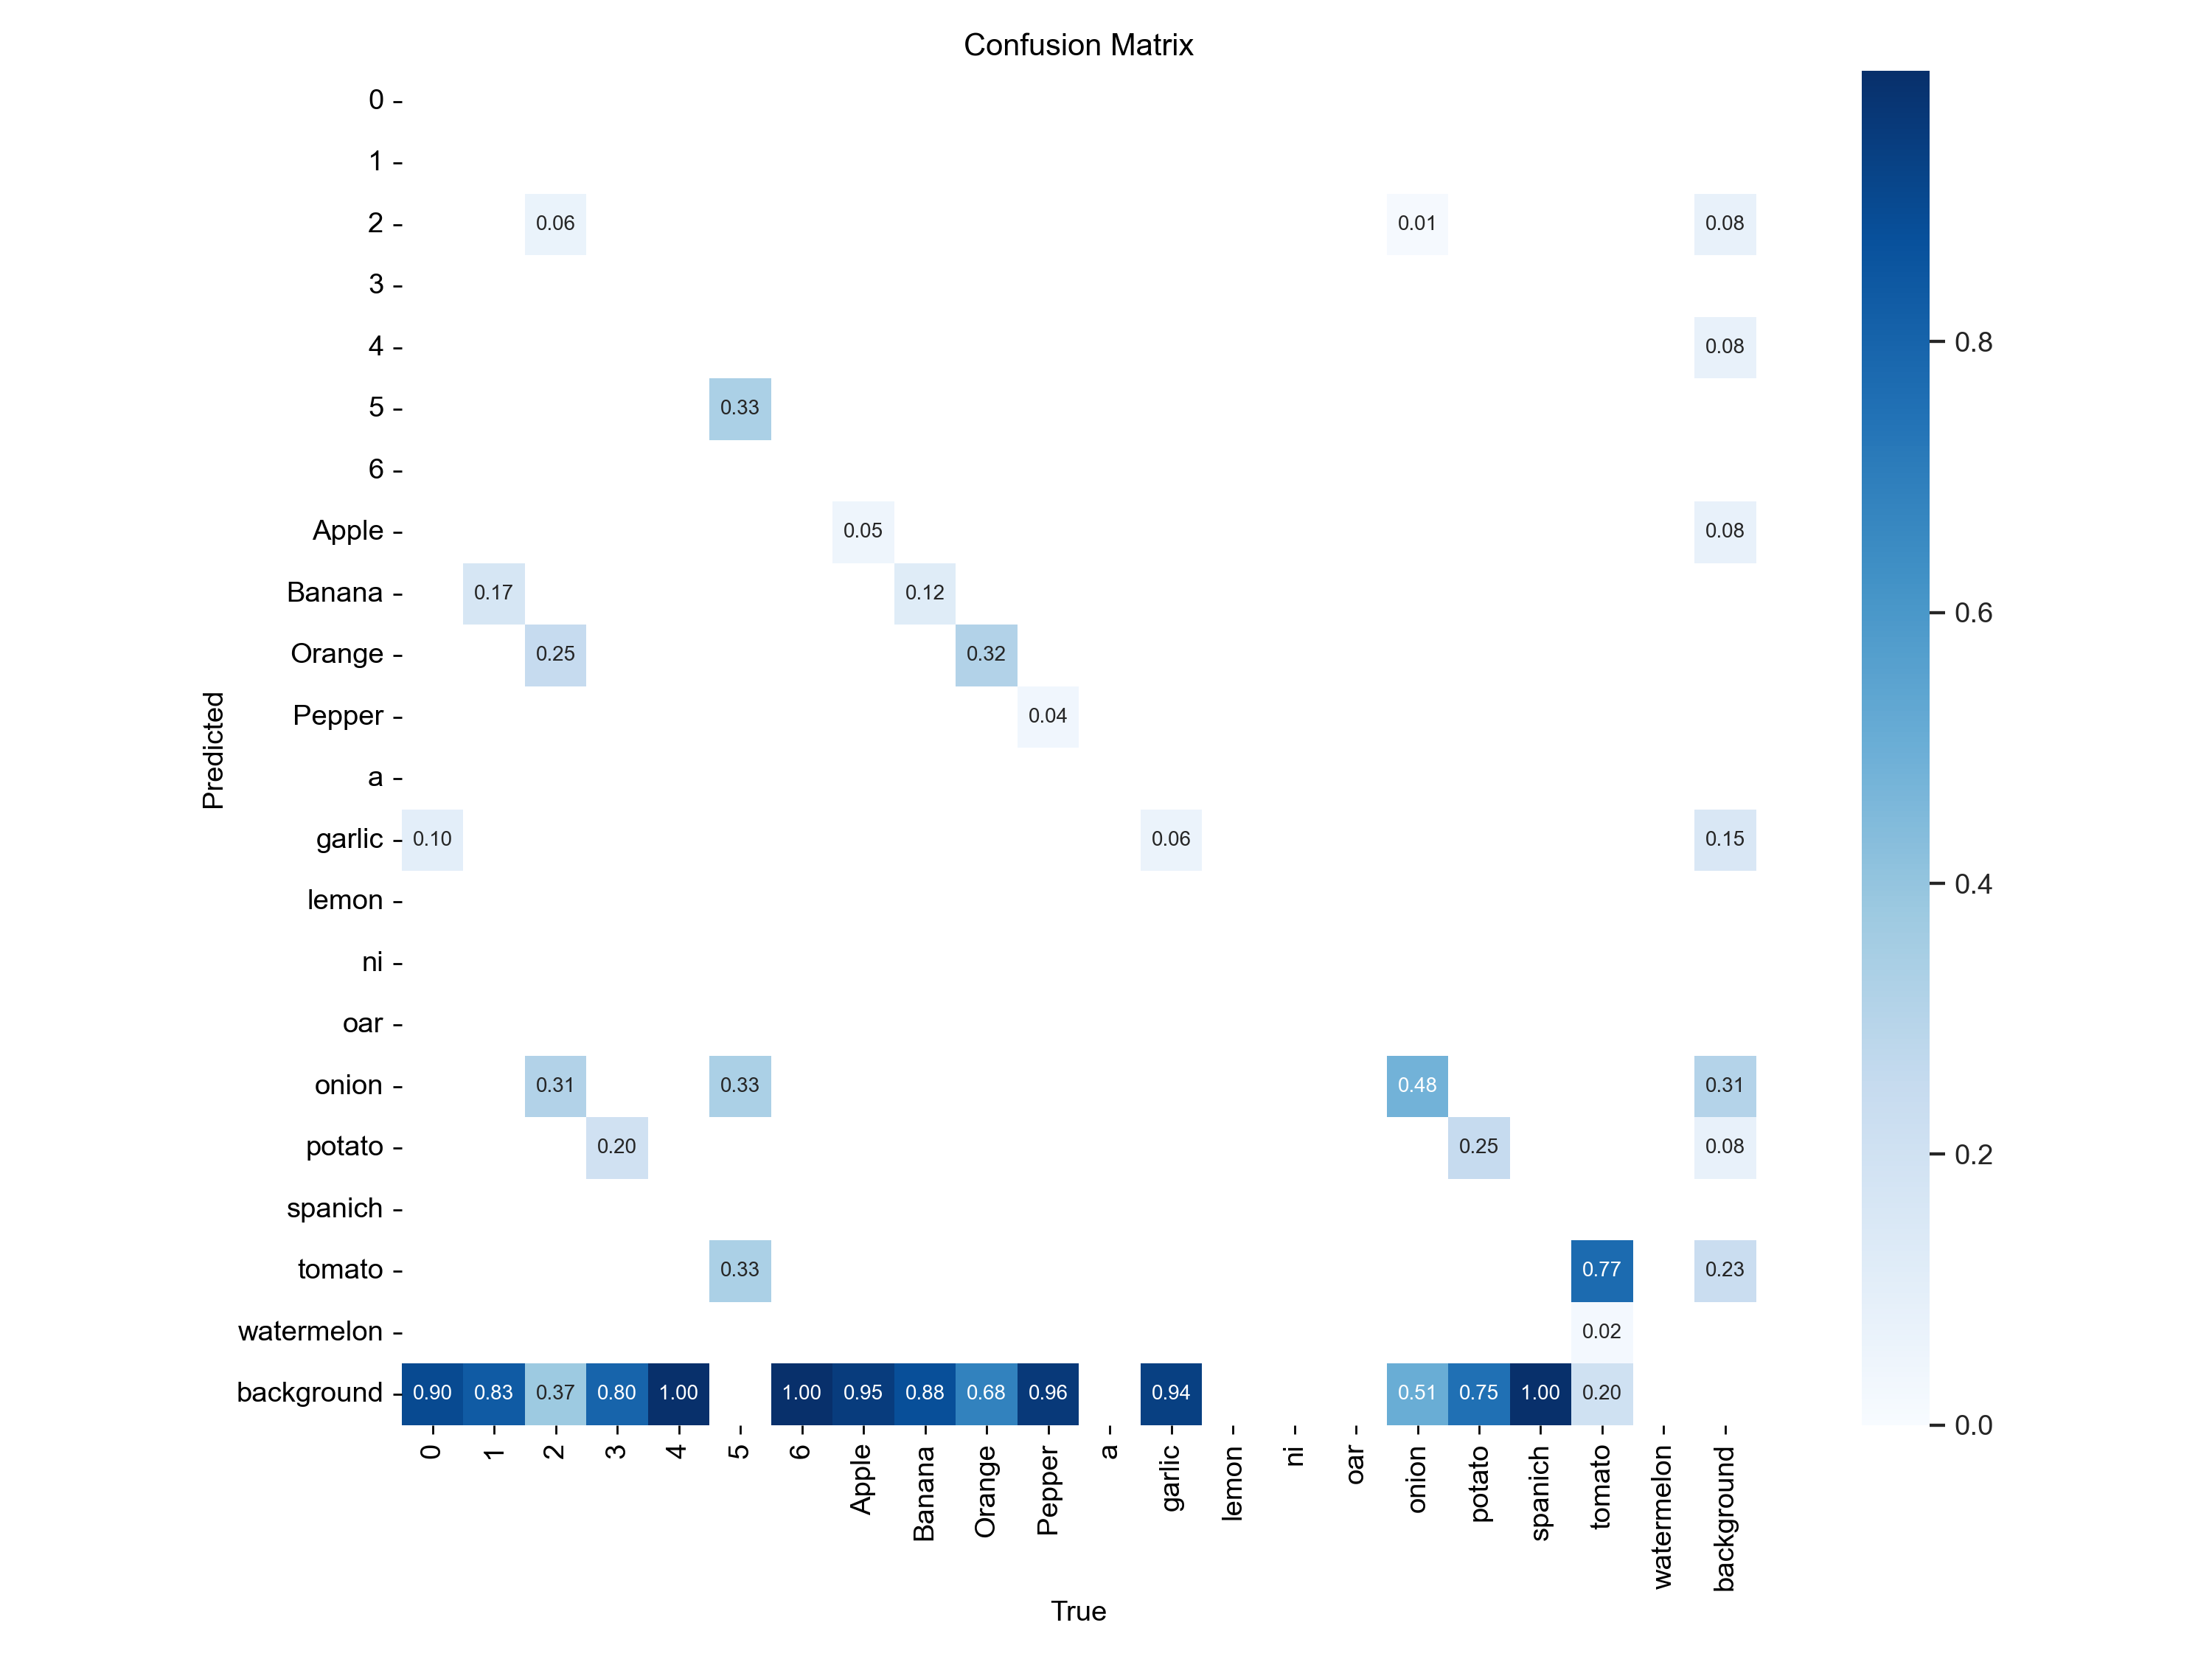 Confusion Matrix
0
1
2 0.06 0.01 0.08
3
4 0.08
5 0.33
6
Apple 0.05 0.08
Banana 0.17 0.12
Orange 0.25 0.32
Pepper 0.04
a
garlic 0.10 0.06 0.15
lemon
ni
oar
onion 0.31 0.33 0.48 0.31
potato 0.20 0.25 0.08
spanich
tomato 0.33 0.77 0.23
watermelon 0.02
background 0.90 0.83 0.37 0.80 1.00 1.00 0.95 0.88 0.68 0.96 0.94 0.51 0.75 1.00 0.20
0 1 2 3 4 5 6 Apple Banana Orange Pepper a garlic lemon ni oar onion potato spanich tomato watermelon background
True
Predicted
0.8
0.6
0.4
0.2
0.0